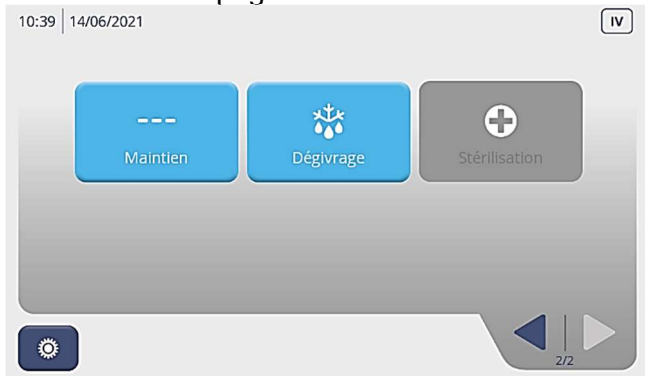 10:39 14/06/2021 IV
--- Maintien
Dégivrage
Stérilisation
2/2